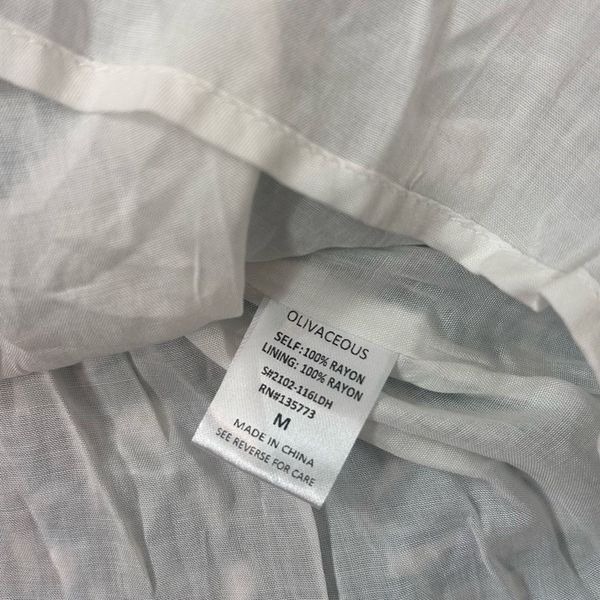 OLIVACEOUS
SELF:100% RAYON
LINING: 100% RAYON
S#2102-116LDH
RN#135773
M
MADE IN CHINA
SEE REVERSE FOR CARE